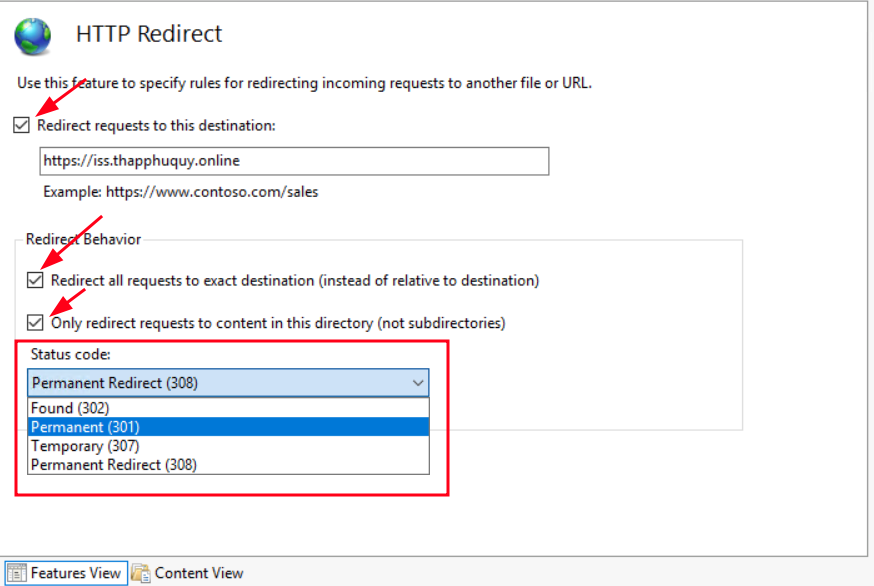 HTTP Redirect
Use this feature to specify rules for redirecting incoming requests to another file or URL.
Redirect requests to this destination:
https://iss.thapphuquy.online
Example: https://www.contoso.com/sales
Redirect Behavior
Redirect all requests to exact destination (instead of relative to destination)
Only redirect requests to content in this directory (not subdirectories)
Status code:
Permanent Redirect (308)
Found (302)
Permanent (301)
Temporary (307)
Permanent Redirect (308)
Features View Content View